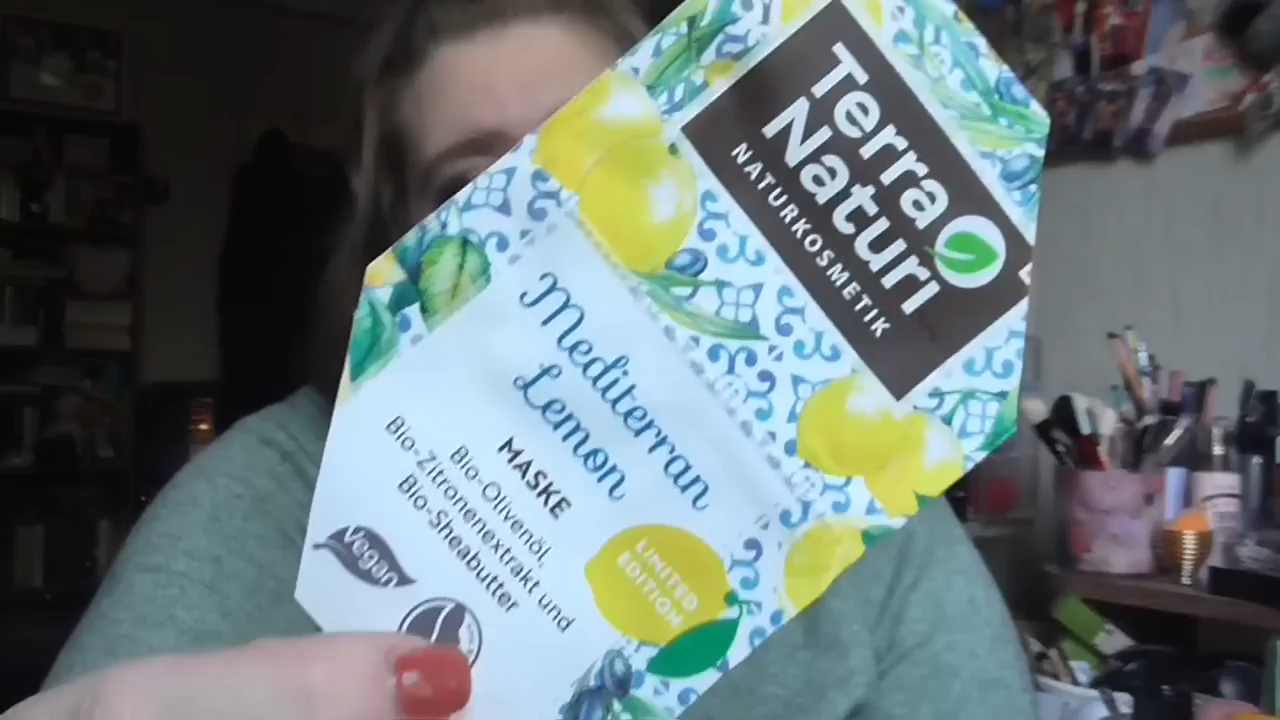 Terra
Naturi
NATURKOSMETIK
Mediterran
Lemon
MASKE
Bio-Olivenöl,
Bio-Zitronenextrakt und
Bio-Sheabutter
vegan
LIMITED
EDITION